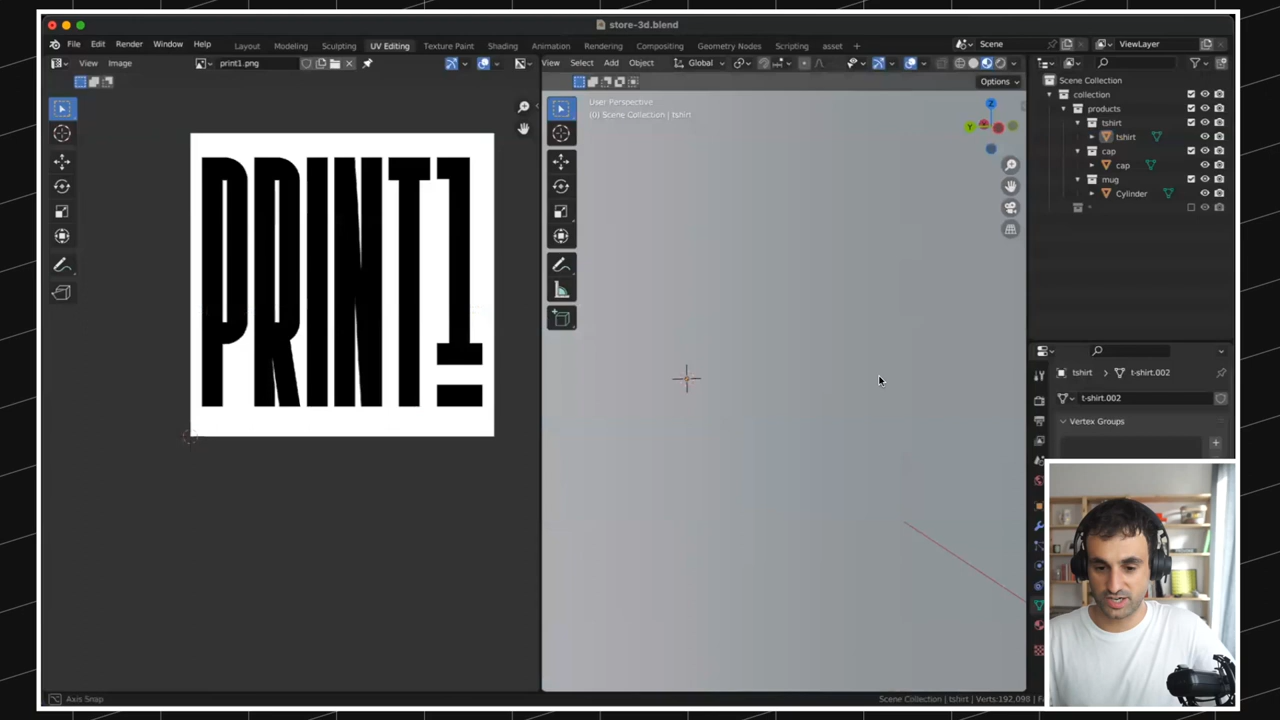 store-3d.blend
File Edit Render Window Help Layout Modeling Sculpting UV Editing Texture Paint Shading Animation Rendering Compositing Geometry Nodes Scripting asset + Scene ViewLayer
View Image print1.png View Select Add Object Global
Options
User Perspective
(0) Scene Collection | tshirt
Z
Y
PRINT1
Scene Collection
collection
products
tshirt
tshirt
cap
cap
mug
Cylinder
tshirt > t-shirt.002
t-shirt.002
Vertex Groups
Axis Snap
Scene Collection | tshirt | Verts:192,098 | F